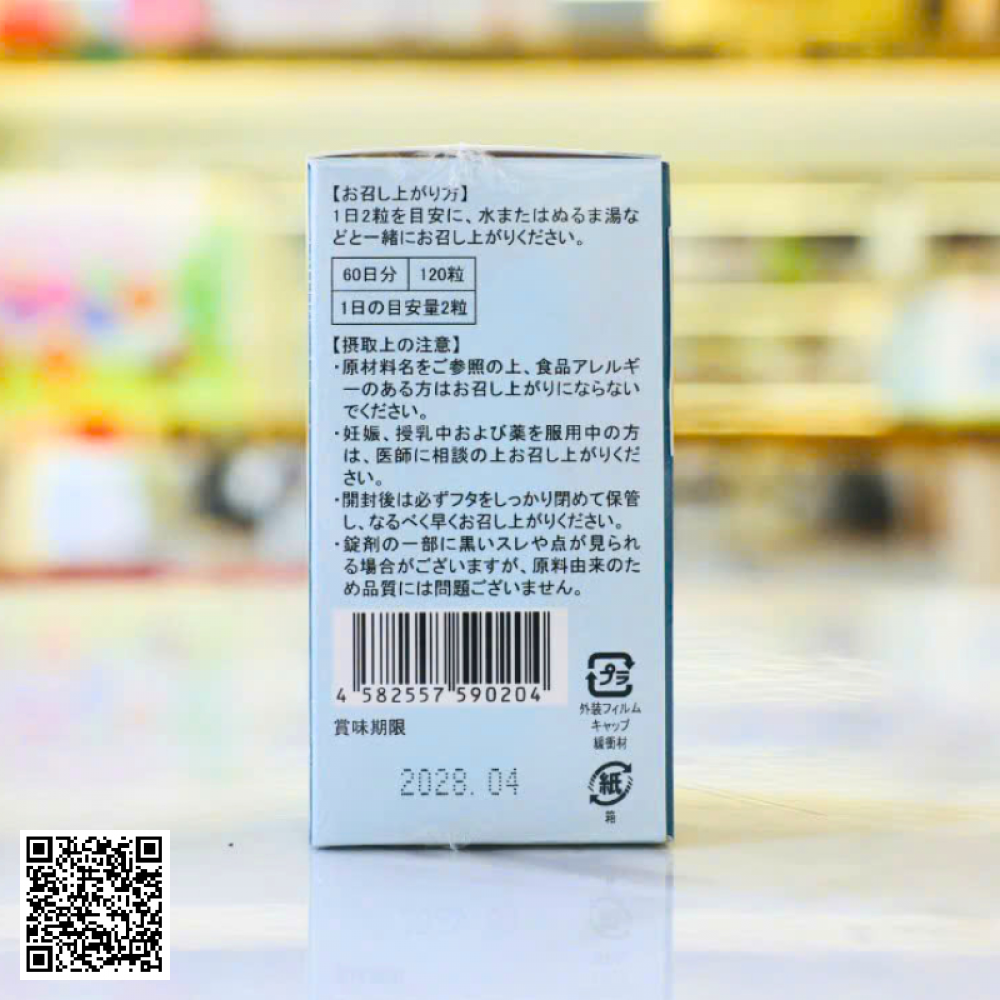 【お召し上がり方】
1日2粒を目安に、水またはぬるま湯な
どと一緒にお召し上がりください。
60日分 120粒
1日の目安量2粒
【摂取上の注意】
・原材料名をご参照の上、食品アレルギ
ーのある方はお召し上がりにならない
でください。
・妊娠、授乳中および薬を服用中の方
は、医師に相談の上お召し上がりくだ
さい。
・開封後は必ずフタをしっかり閉めて保管
し、なるべく早くお召し上がりください。
・錠剤の一部に黒いスレや点が見られ
る場合がございますが、原料由来のた
め品質には問題ございません。
4 582557 590204
プラ
外装フィルム
キャップ
緩衝材
賞味期限
2028.04
紙
箱